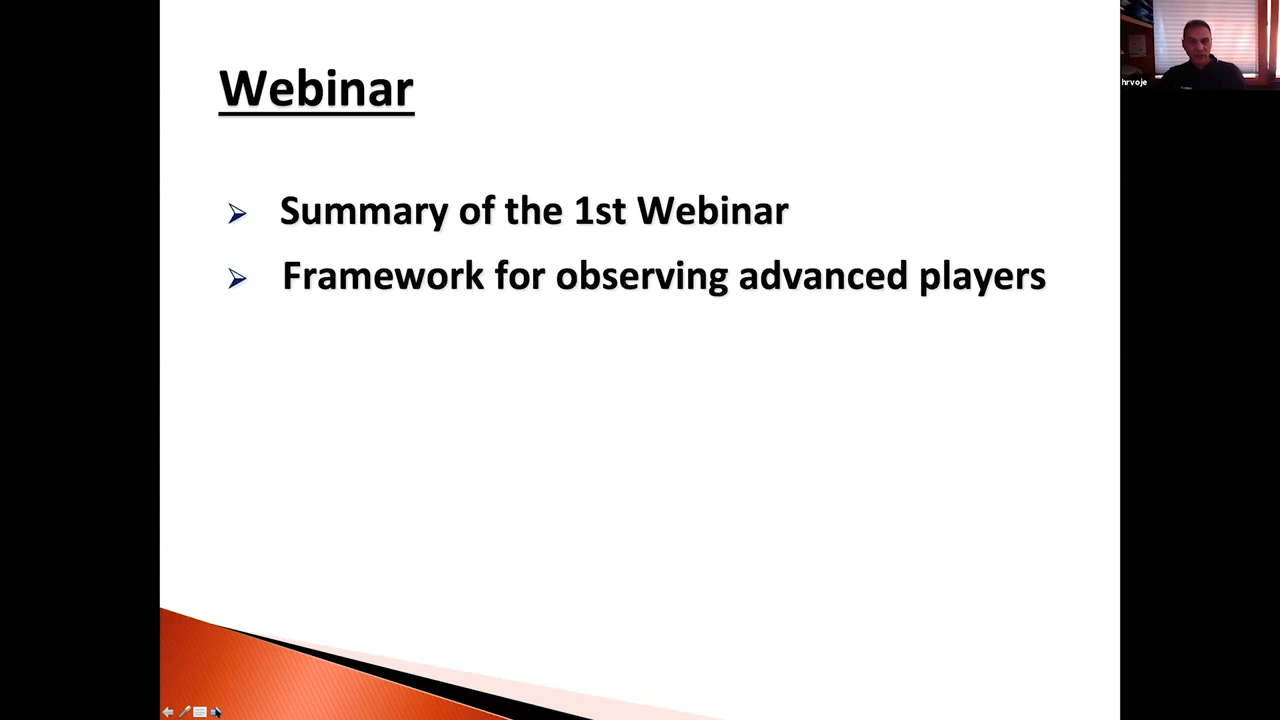 Webinar
Summary of the 1st Webinar
Framework for observing advanced players
hrvoje